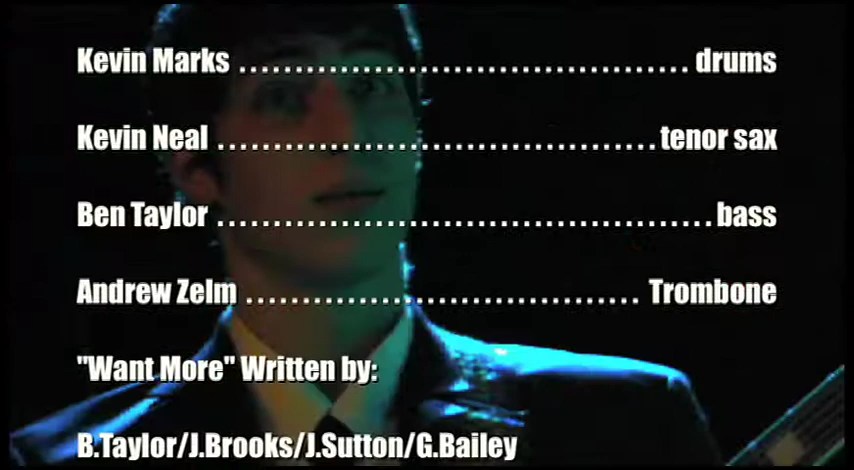 Kevin Marks ........................................ drums
Kevin Neal ....................................... tenor sax
Ben Taylor ............................................ bass
Andrew Zelm ................................... Trombone
"Want More" Written by:
B.Taylor/J.Brooks/J.Sutton/G.Bailey